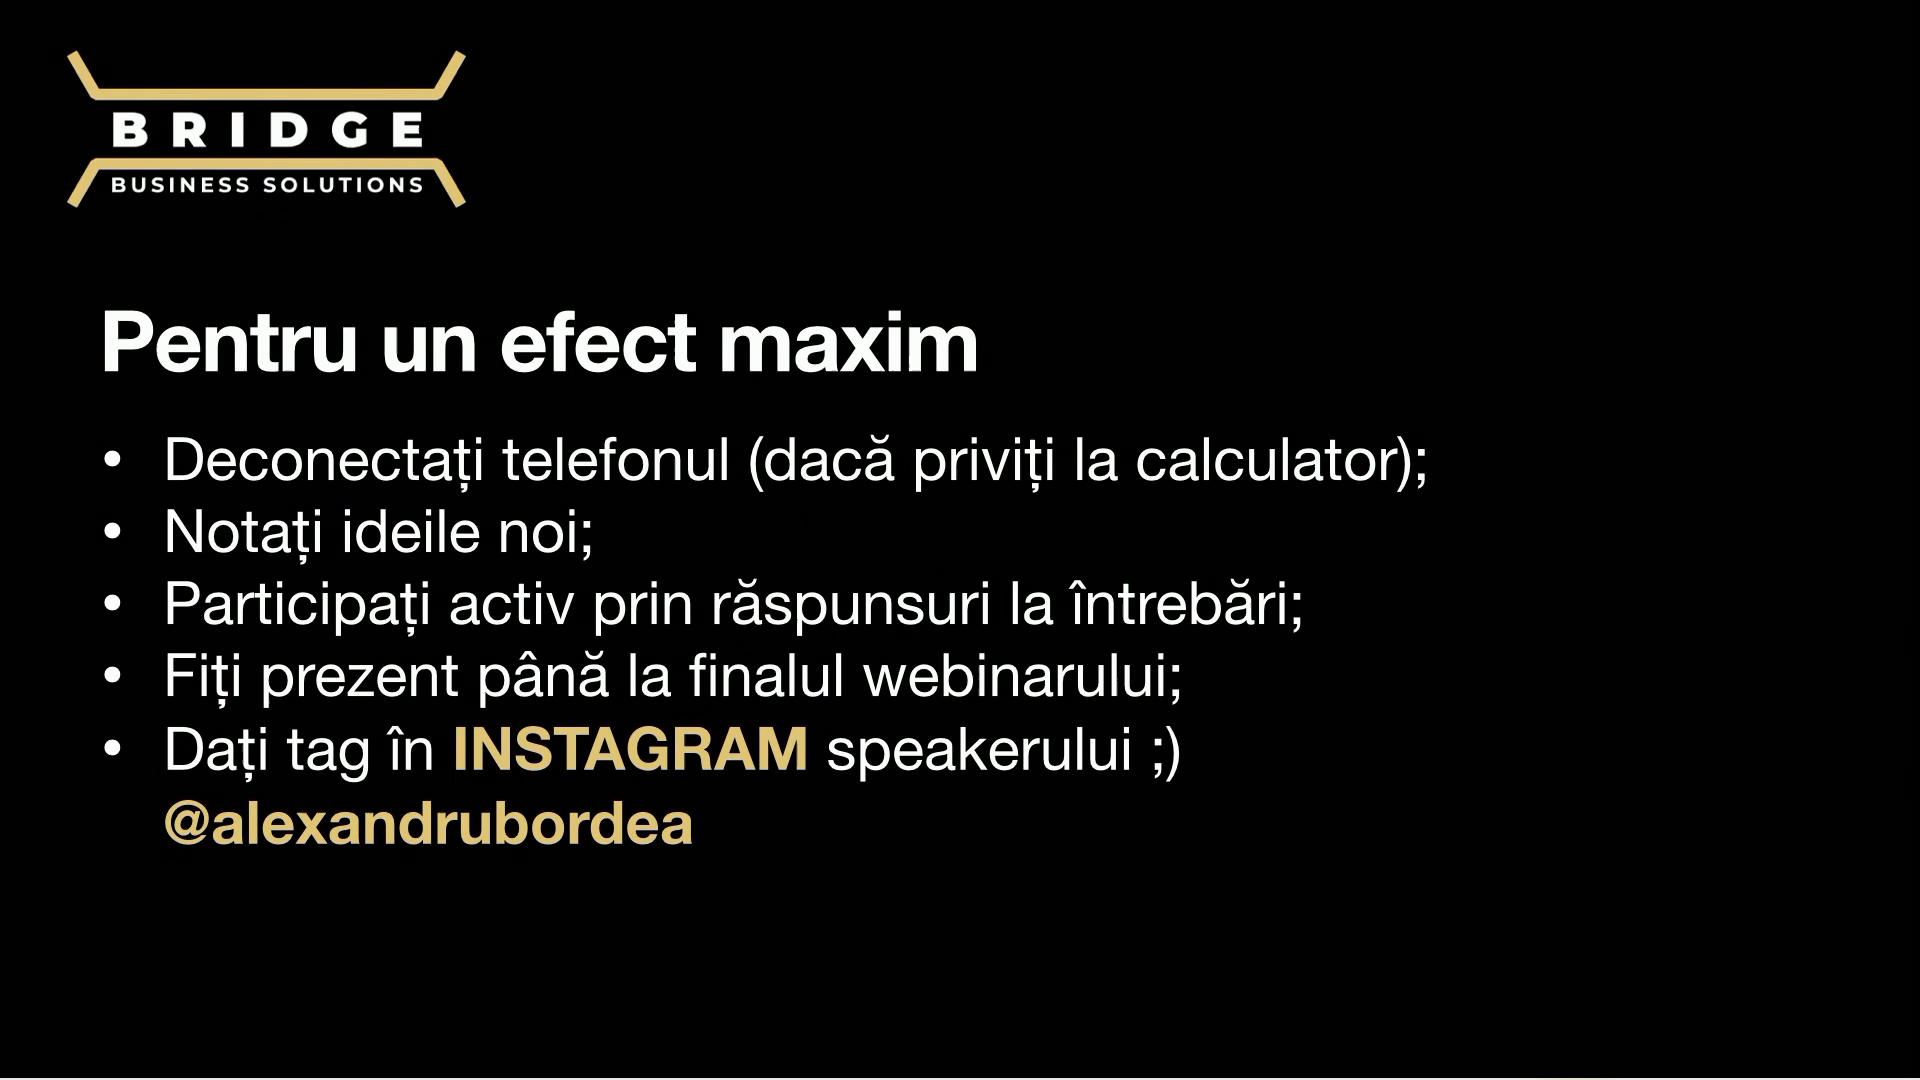 BRIDGE
BUSINESS SOLUTIONS
Pentru un efect maxim
• Deconectați telefonul (dacă priviți la calculator);
• Notați ideile noi;
• Participați activ prin răspunsuri la întrebări;
• Fiți prezent până la finalul webinarului;
• Dați tag în INSTAGRAM speakerului ;)
@alexandrubordea